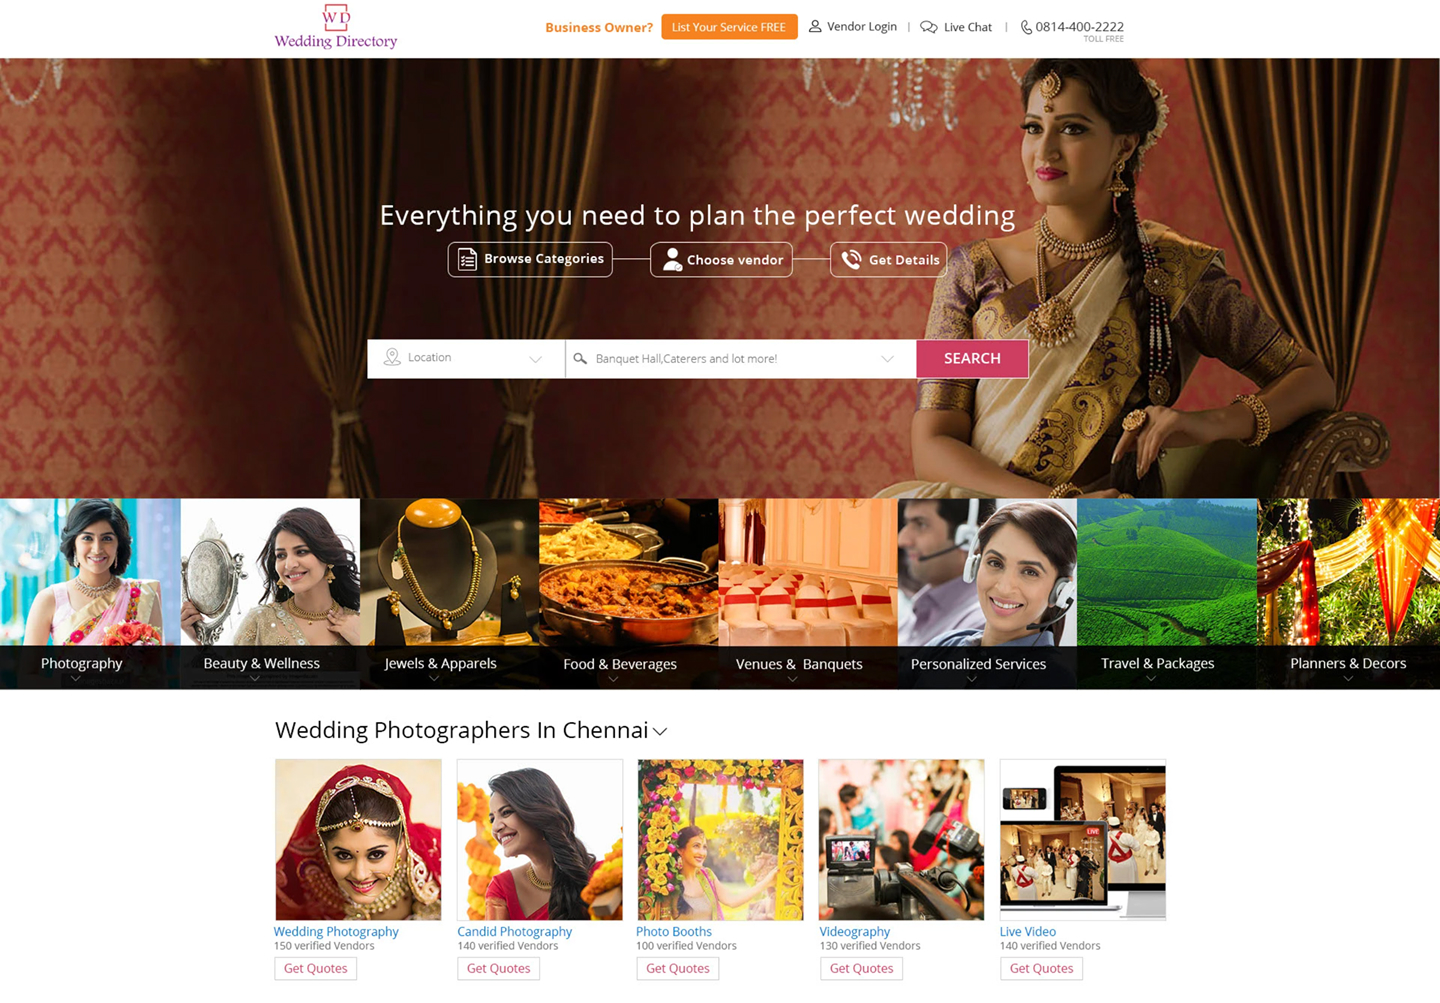 WD
Wedding Directory
Business Owner?
List Your Service FREE
Vendor Login
Live Chat
0814-400-2222
TOLL FREE
Everything you need to plan the perfect wedding
Browse Categories
Choose vendor
Get Details
Location
Banquet Hall,Caterers and lot more!
SEARCH
Photography
Beauty & Wellness
Jewels & Apparels
Food & Beverages
Venues & Banquets
Personalized Services
Travel & Packages
Planners & Decors
Wedding Photographers In Chennai
LIVE
Wedding Photography
150 verified Vendors
Get Quotes
Candid Photography
140 verified Vendors
Get Quotes
Photo Booths
100 verified Vendors
Get Quotes
Videography
130 verified Vendors
Get Quotes
Live Video
140 verified Vendors
Get Quotes